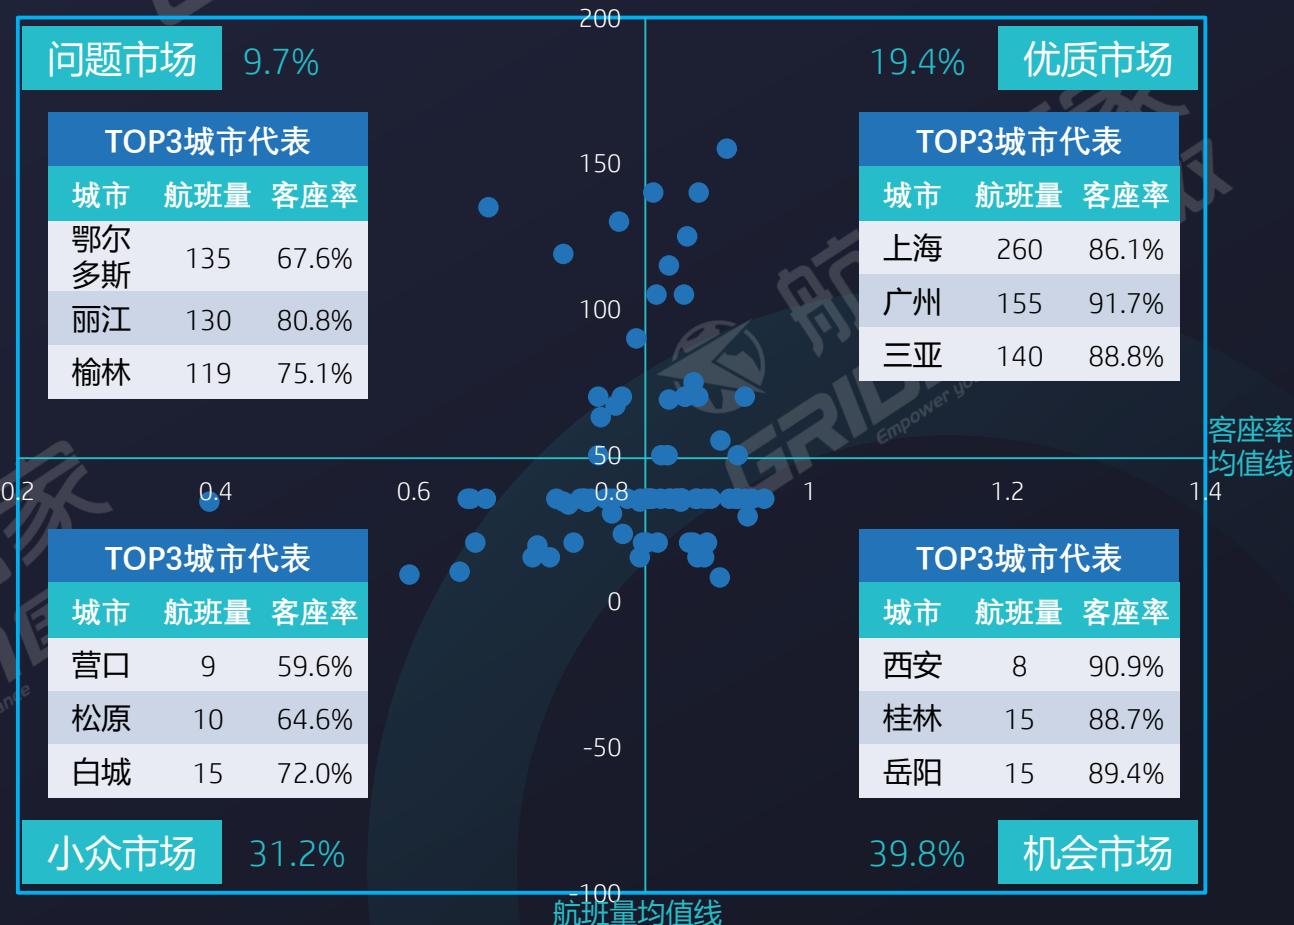 200
问题市场 9.7%
19.4% 优质市场
TOP3城市代表
城市 航班量 客座率
鄂尔
多斯 135 67.6%
丽江 130 80.8%
榆林 119 75.1%
TOP3城市代表
城市 航班量 客座率
上海 260 86.1%
广州 155 91.7%
三亚 140 88.8%
150
100
50
客座率
均值线
0.2 0.4 0.6 0.8 1 1.2 1.4
0
-50
-100
TOP3城市代表
城市 航班量 客座率
营口 9 59.6%
松原 10 64.6%
白城 15 72.0%
TOP3城市代表
城市 航班量 客座率
西安 8 90.9%
桂林 15 88.7%
岳阳 15 89.4%
小众市场 31.2%
39.8% 机会市场
航班量均值线
航
家
Empower